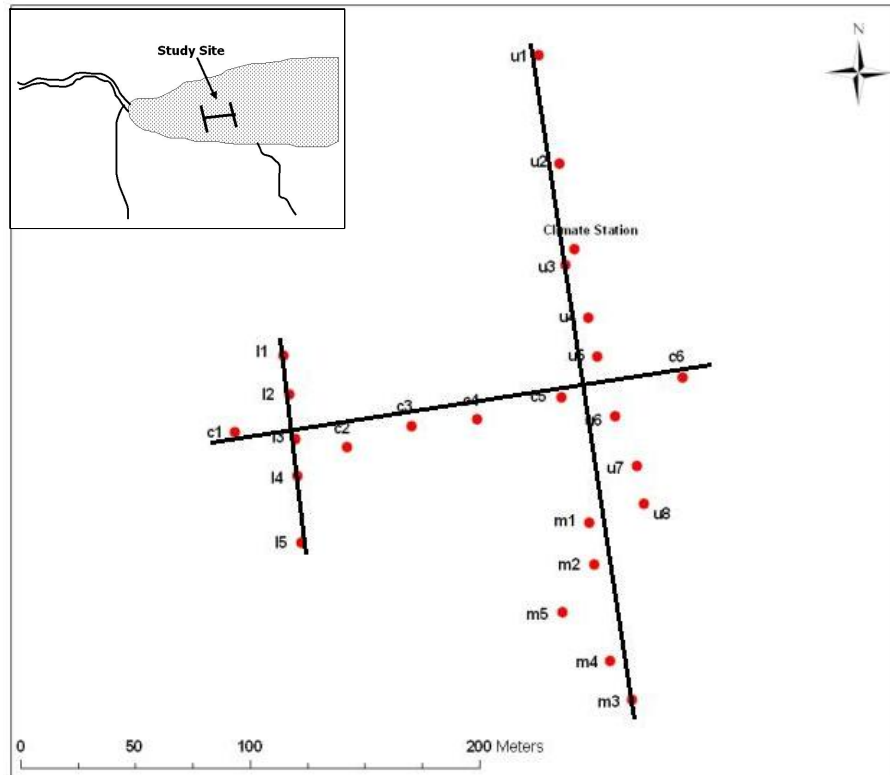 Study Site
N
u1
u2
Climate Station
u3
u4
u5
l1
c6
l2
c5
c4
c3
u6
c2
c1
l3
u7
l4
u8
m1
l5
m2
m5
m4
m3
0 50 100 200 Meters